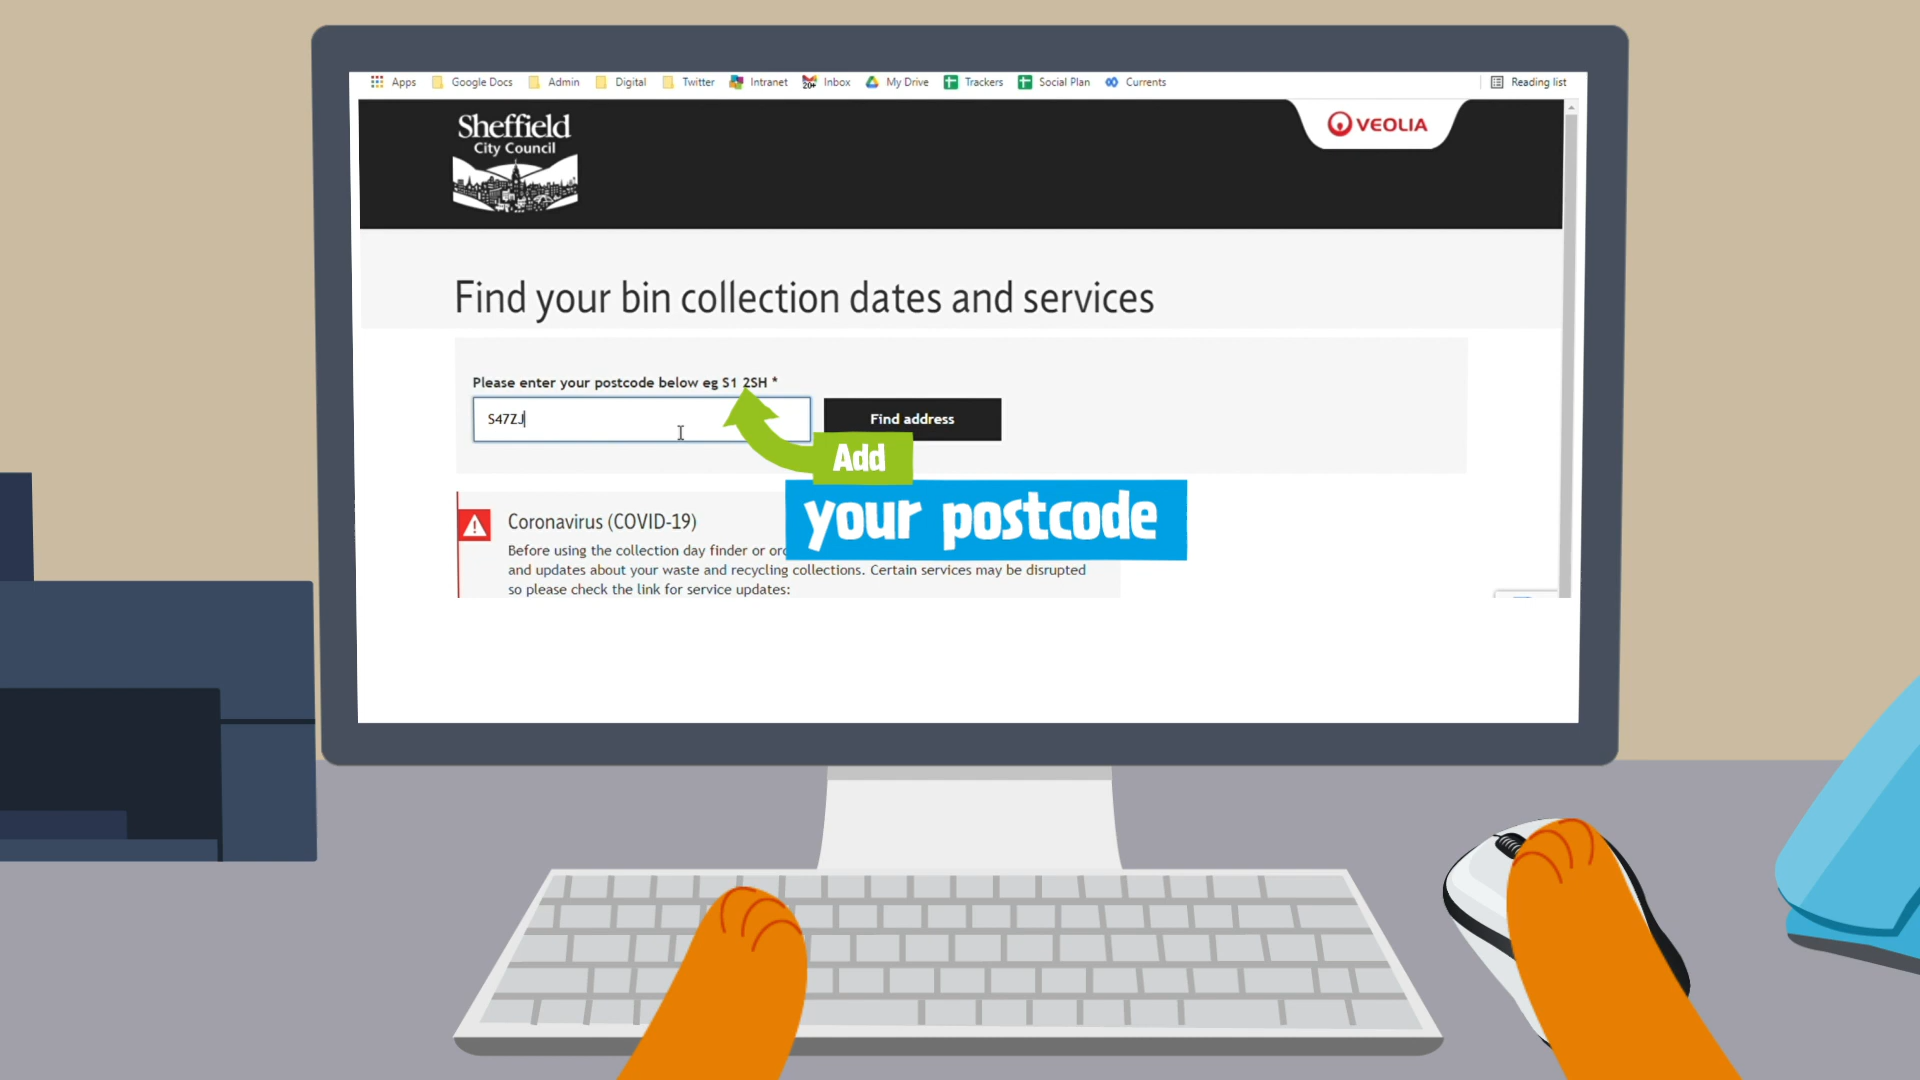 Apps Google Docs Admin Digital Twitter Intranet Inbox My Drive Trackers Social Plan Currents Reading list
Sheffield
City Council
VEOLIA
Find your bin collection dates and services
Please enter your postcode below eg S1 2SH *
S47ZJ
Find address
Add
your postcode
Coronavirus (COVID-19)
Before using the collection day finder or
and updates about your waste and recycling collections. Certain services may be disrupted
so please check the link for service updates: